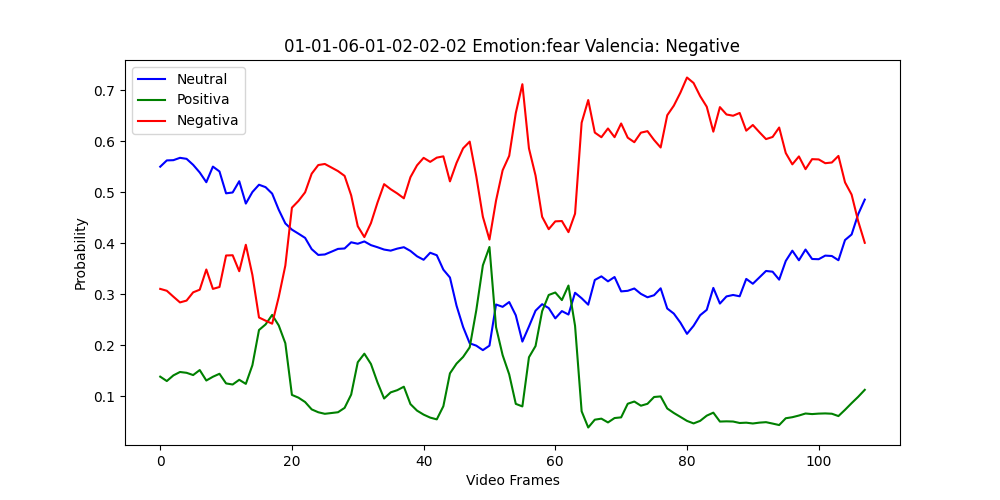 01-01-06-01-02-02-02 Emotion:fear Valencia: Negative
Neutral
Positiva
Negativa
Probability
0.7
0.6
0.5
0.4
0.3
0.2
0.1
0 20 40 60 80 100
Video Frames